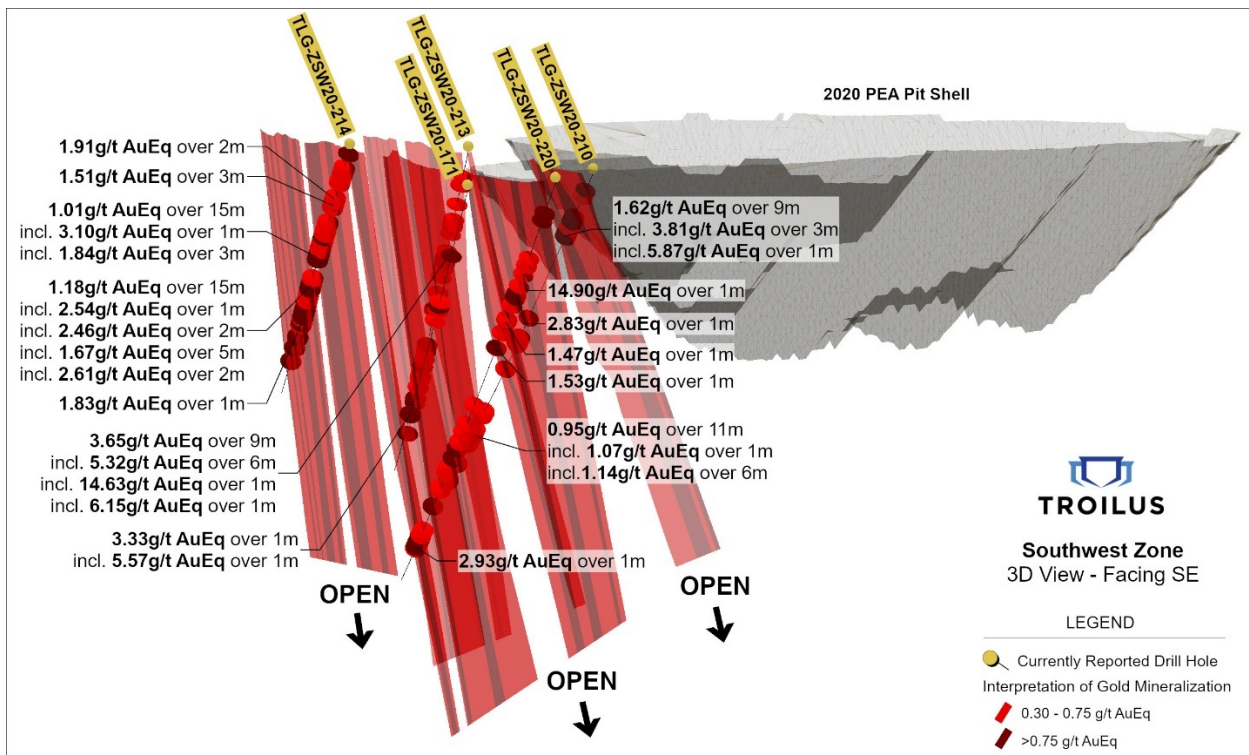 TLG-ZSW20-214
TLG-ZSW20-213
TLG-ZSW20-171
TLG-ZSW20-220
TLG-ZSW20-210
2020 PEA Pit Shell
1.91g/t AuEq over 2m
1.51g/t AuEq over 3m
1.01g/t AuEq over 15m
incl. 3.10g/t AuEq over 1m
incl. 1.84g/t AuEq over 3m
1.18g/t AuEq over 15m
incl. 2.54g/t AuEq over 1m
incl. 2.46g/t AuEq over 2m
incl. 1.67g/t AuEq over 5m
incl. 2.61g/t AuEq over 2m
1.83g/t AuEq over 1m
3.65g/t AuEq over 9m
incl. 5.32g/t AuEq over 6m
incl. 14.63g/t AuEq over 1m
incl. 6.15g/t AuEq over 1m
3.33g/t AuEq over 1m
incl. 5.57g/t AuEq over 1m
1.62g/t AuEq over 9m
incl. 3.81g/t AuEq over 3m
incl.5.87g/t AuEq over 1m
14.90g/t AuEq over 1m
2.83g/t AuEq over 1m
1.47g/t AuEq over 1m
1.53g/t AuEq over 1m
0.95g/t AuEq over 11m
incl. 1.07g/t AuEq over 1m
incl.1.14g/t AuEq over 6m
2.93g/t AuEq over 1m
OPEN
OPEN
OPEN
TROILUS
Southwest Zone
3D View - Facing SE
LEGEND
Currently Reported Drill Hole
Interpretation of Gold Mineralization
0.30 - 0.75 g/t AuEq
>0.75 g/t AuEq